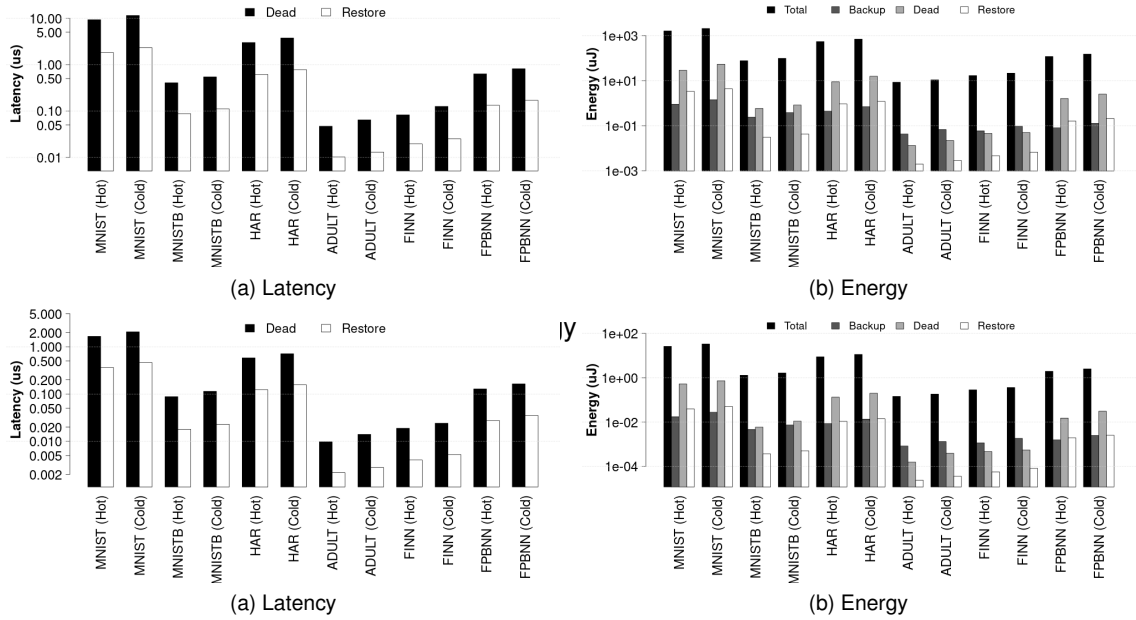 Dead Restore
Latency (us)
10.00
5.00
1.00
0.50
0.10
0.05
0.01
MNIST (Hot)
MNIST (Cold)
MNISTB (Hot)
MNISTB (Cold)
HAR (Hot)
HAR (Cold)
ADULT (Hot)
ADULT (Cold)
FINN (Hot)
FINN (Cold)
FPBNN (Hot)
FPBNN (Cold)
(a) Latency
Total Backup Dead Restore
Energy (uJ)
1e+03
1e+01
1e-01
1e-03
MNIST (Hot)
MNIST (Cold)
MNISTB (Hot)
MNISTB (Cold)
HAR (Hot)
HAR (Cold)
ADULT (Hot)
ADULT (Cold)
FINN (Hot)
FINN (Cold)
FPBNN (Hot)
FPBNN (Cold)
(b) Energy
Dead Restore
Latency (us)
5.000
2.000
1.000
0.500
0.200
0.100
0.050
0.020
0.010
0.005
0.002
MNIST (Hot)
MNIST (Cold)
MNISTB (Hot)
MNISTB (Cold)
HAR (Hot)
HAR (Cold)
ADULT (Hot)
ADULT (Cold)
FINN (Hot)
FINN (Cold)
FPBNN (Hot)
FPBNN (Cold)
(a) Latency
Total Backup Dead Restore
Energy (uJ)
1e+02
1e+00
1e-02
1e-04
MNIST (Hot)
MNIST (Cold)
MNISTB (Hot)
MNISTB (Cold)
HAR (Hot)
HAR (Cold)
ADULT (Hot)
ADULT (Cold)
FINN (Hot)
FINN (Cold)
FPBNN (Hot)
FPBNN (Cold)
(b) Energy